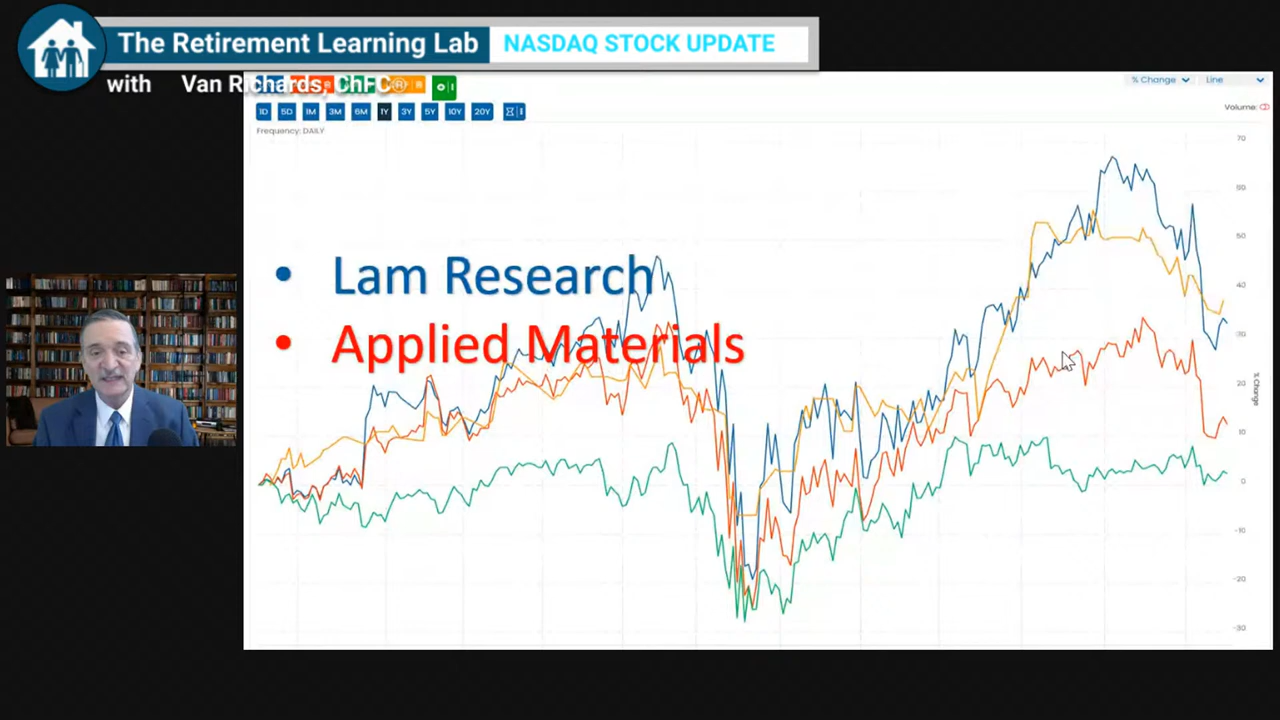 The Retirement Learning Lab
NASDAQ STOCK UPDATE
with Van Richards, ChFC®
% Change
Line
1D 5D 1M 3M 6M 1Y 3Y 5Y 10Y 20Y
Volume:
Frequency: DAILY
• Lam Research
• Applied Materials
70
60
50
40
30
20
10
0
-10
-20
-30
% Change